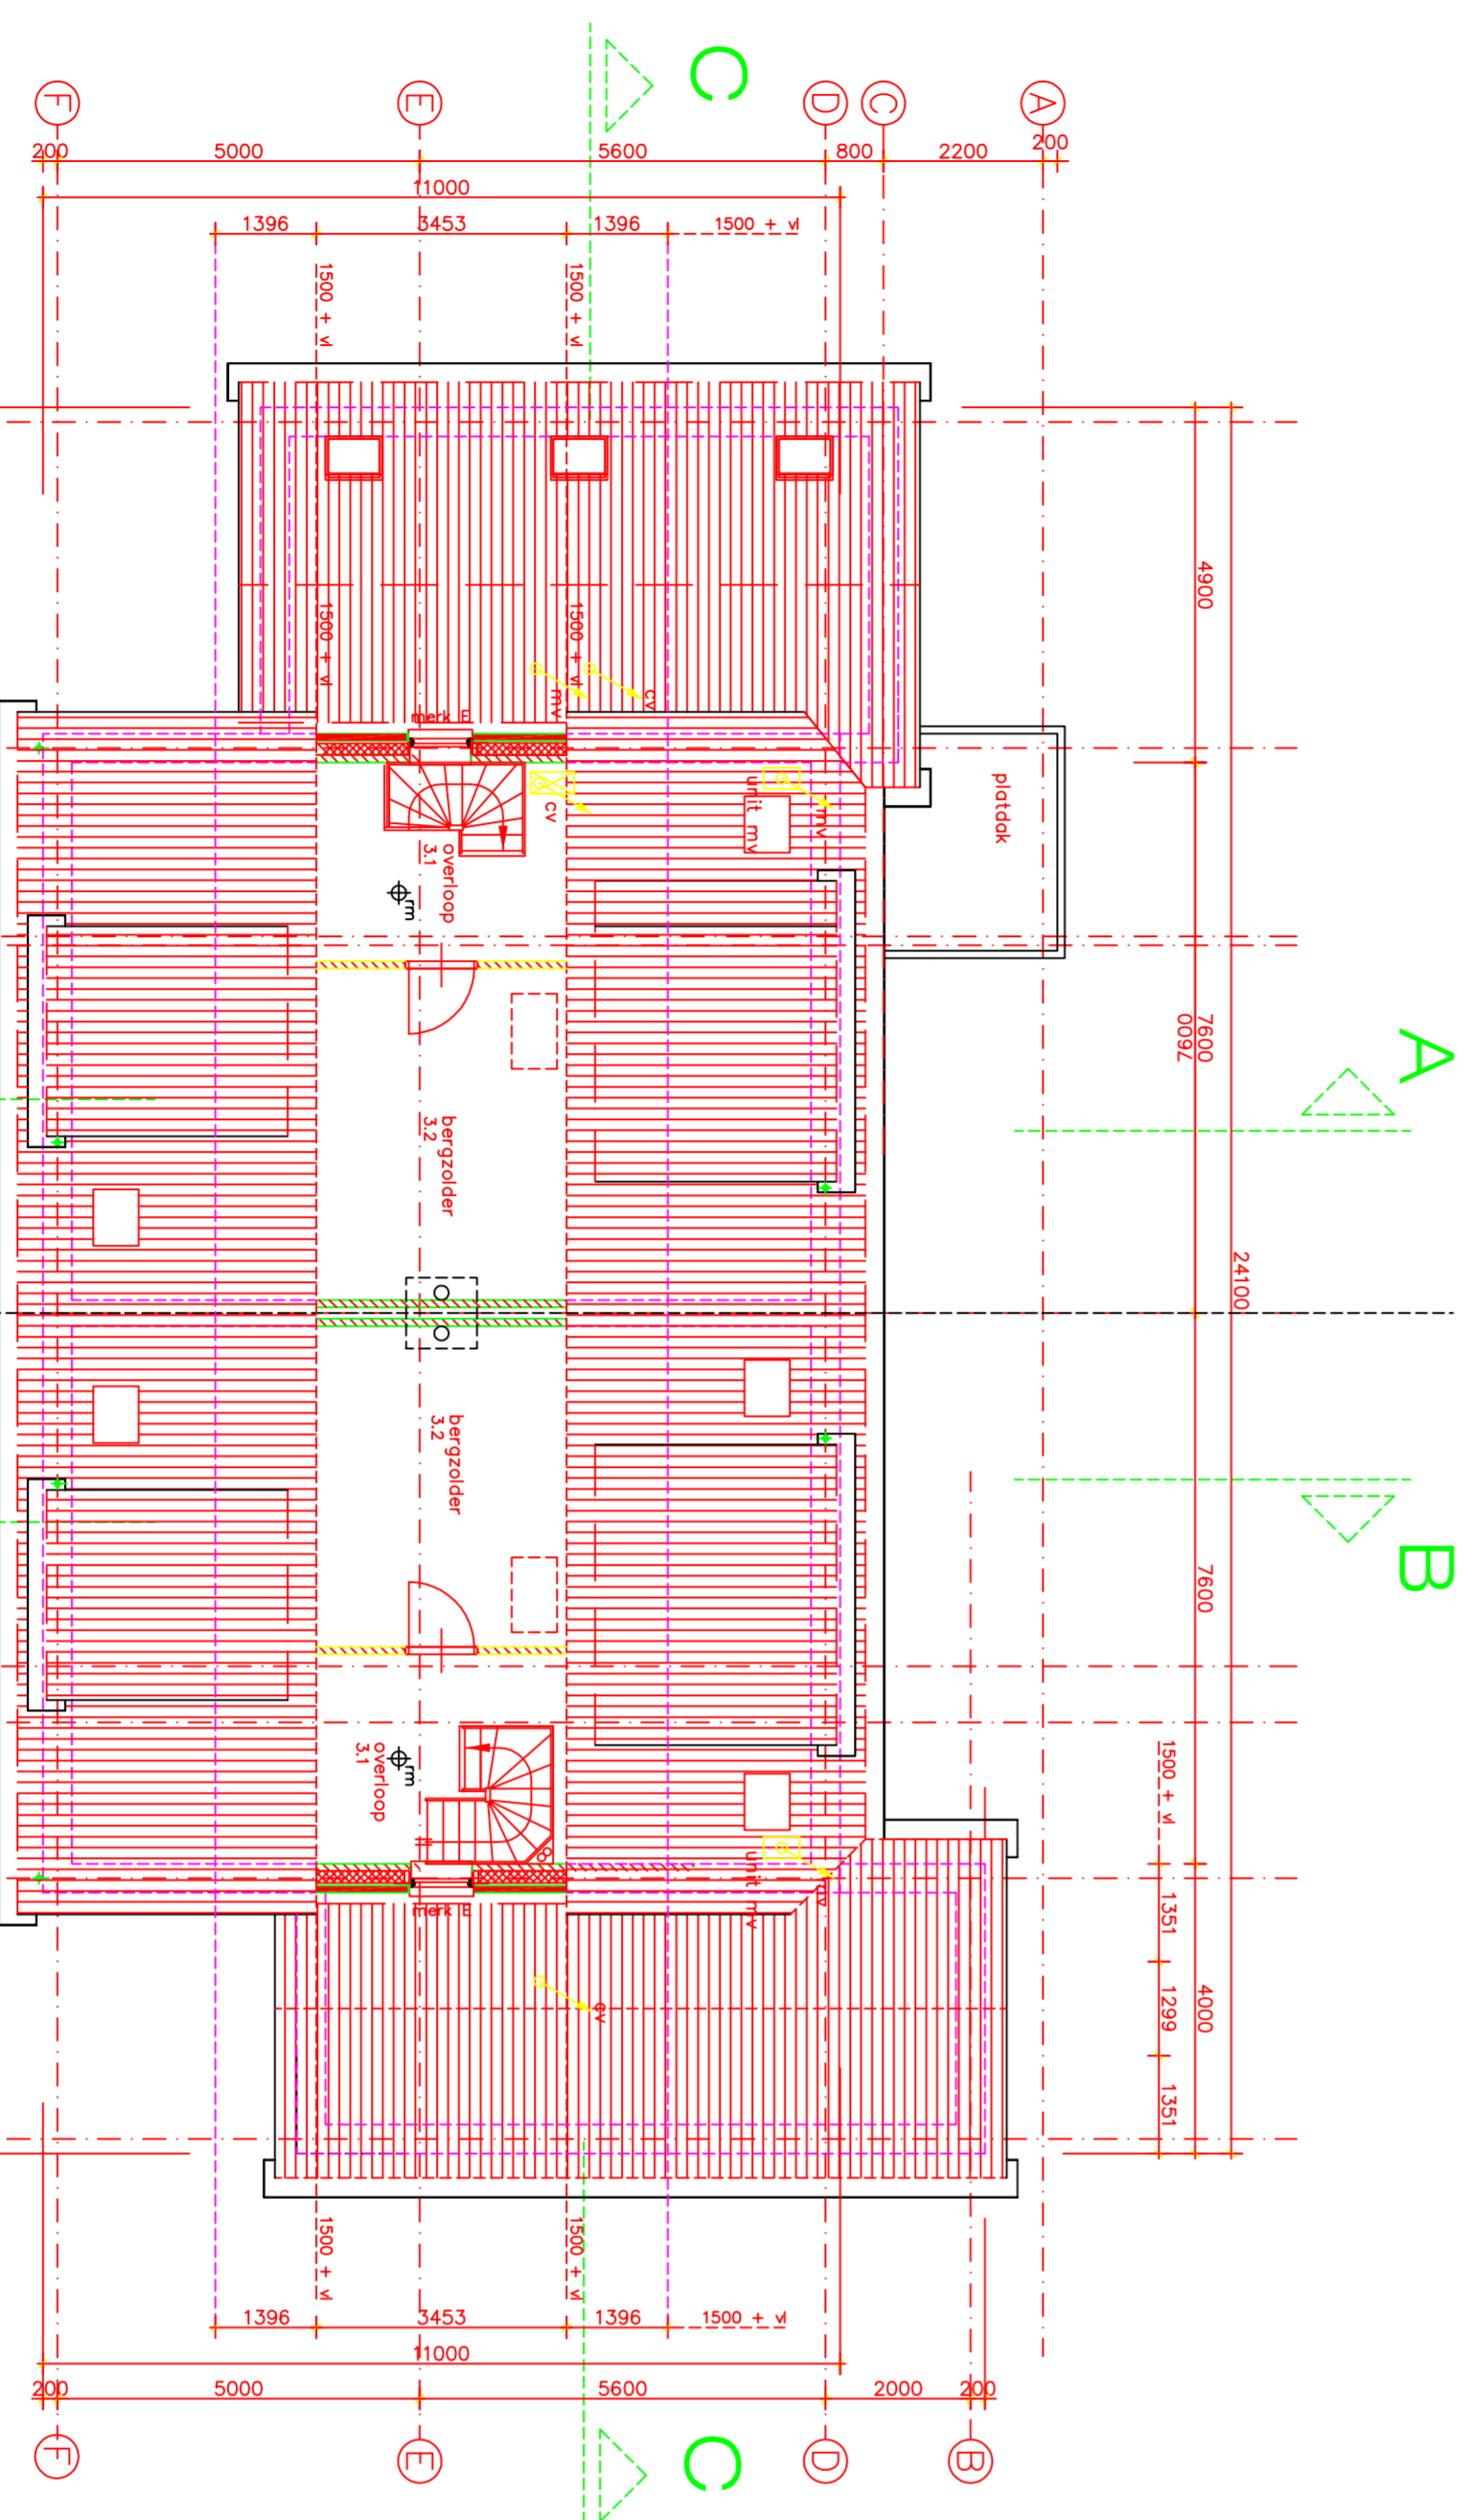 C
F
E
D
C
A
200
5000
5600
800
2200
200
11000
1396
3453
1396
1500 + vl
1500 + vl
1500 + vl
4900
1500 + vl
1500 + vl
mv
cv
merk E
cv
unit mv
mv
platdak
overloop
3.1
rm
7600
7600
A
bergzolder
3.2
24100
bergzolder
3.2
B
7600
overloop
3.1
rm
1500 + vl
merk E
unit mv
cv
1351
1299
1351
4000
1500 + vl
1500 + vl
1396
3453
1396
1500 + vl
11000
200
5000
5600
2000
200
F
E
D
B
C